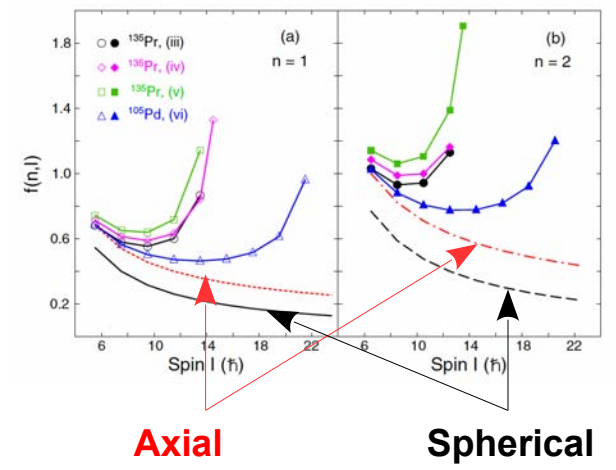 1.8
1.4
1.0
0.6
0.2
f(n,I)
¹³⁵Pr, (iii)
¹³⁵Pr, (iv)
¹³⁵Pr, (v)
¹⁰⁵Pd, (vi)
(a)
n = 1
(b)
n = 2
6 10 14 18 22
6 10 14 18 22
Spin I (ħ)
Spin I (ħ)
Axial
Spherical